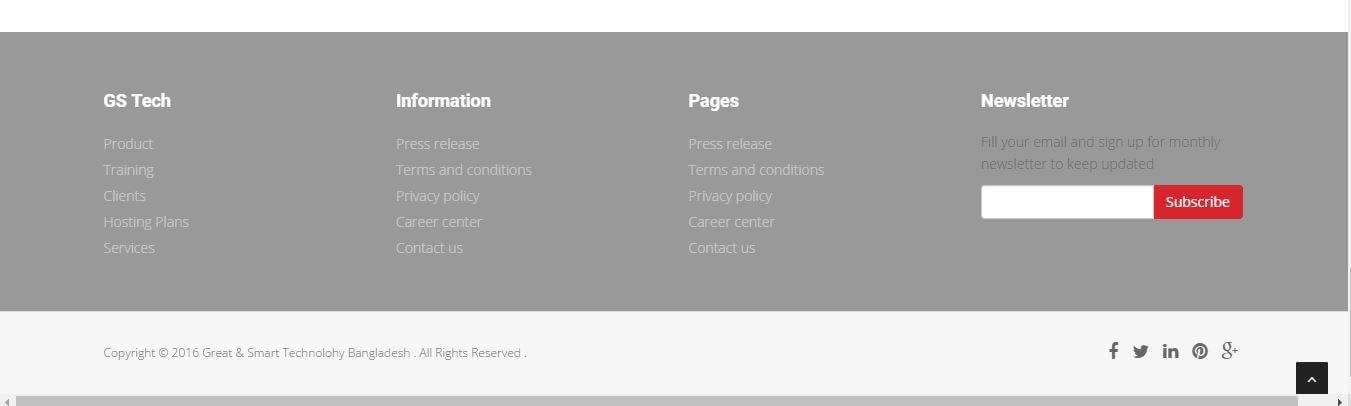 GS Tech
Product
Training
Clients
Hosting Plans
Services
Information
Press release
Terms and conditions
Privacy policy
Career center
Contact us
Pages
Press release
Terms and conditions
Privacy policy
Career center
Contact us
Newsletter
Fill your email and sign up for monthly
newsletter to keep updated
Subscribe
Copyright © 2016 Great & Smart Technolohy Bangladesh . All Rights Reserved .